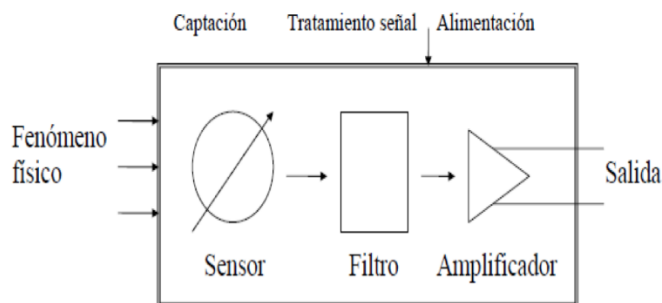 Captación Tratamiento señal Alimentación
Fenómeno
físico
Salida
Sensor Filtro Amplificador